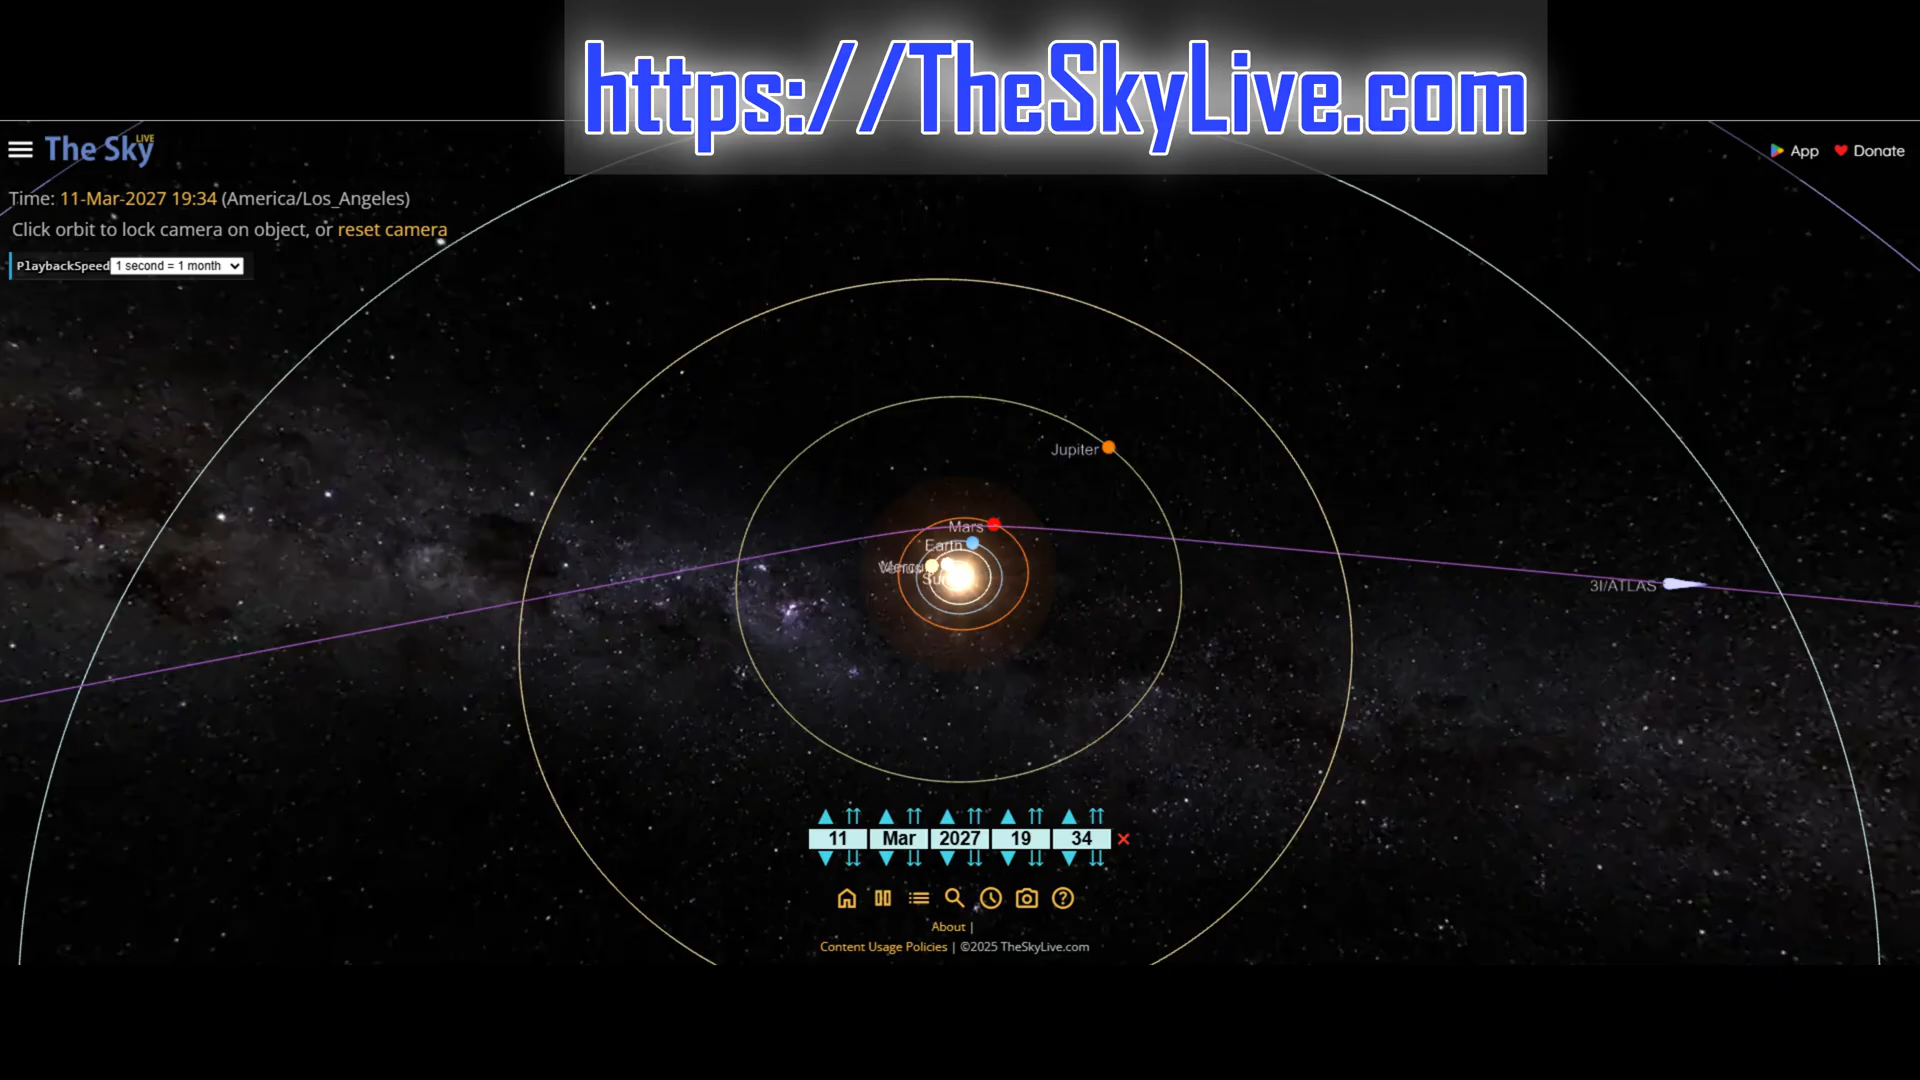 https://TheSkyLive.com
The Sky LIVE
App Donate
Time: 11-Mar-2027 19:34 (America/Los_Angeles)
Click orbit to lock camera on object, or reset camera
PlaybackSpeed 1 second = 1 month
Jupiter
Mars
Earth
Sun
3I/ATLAS
11 Mar 2027 19 34
About |
Content Usage Policies | ©2025 TheSkyLive.com